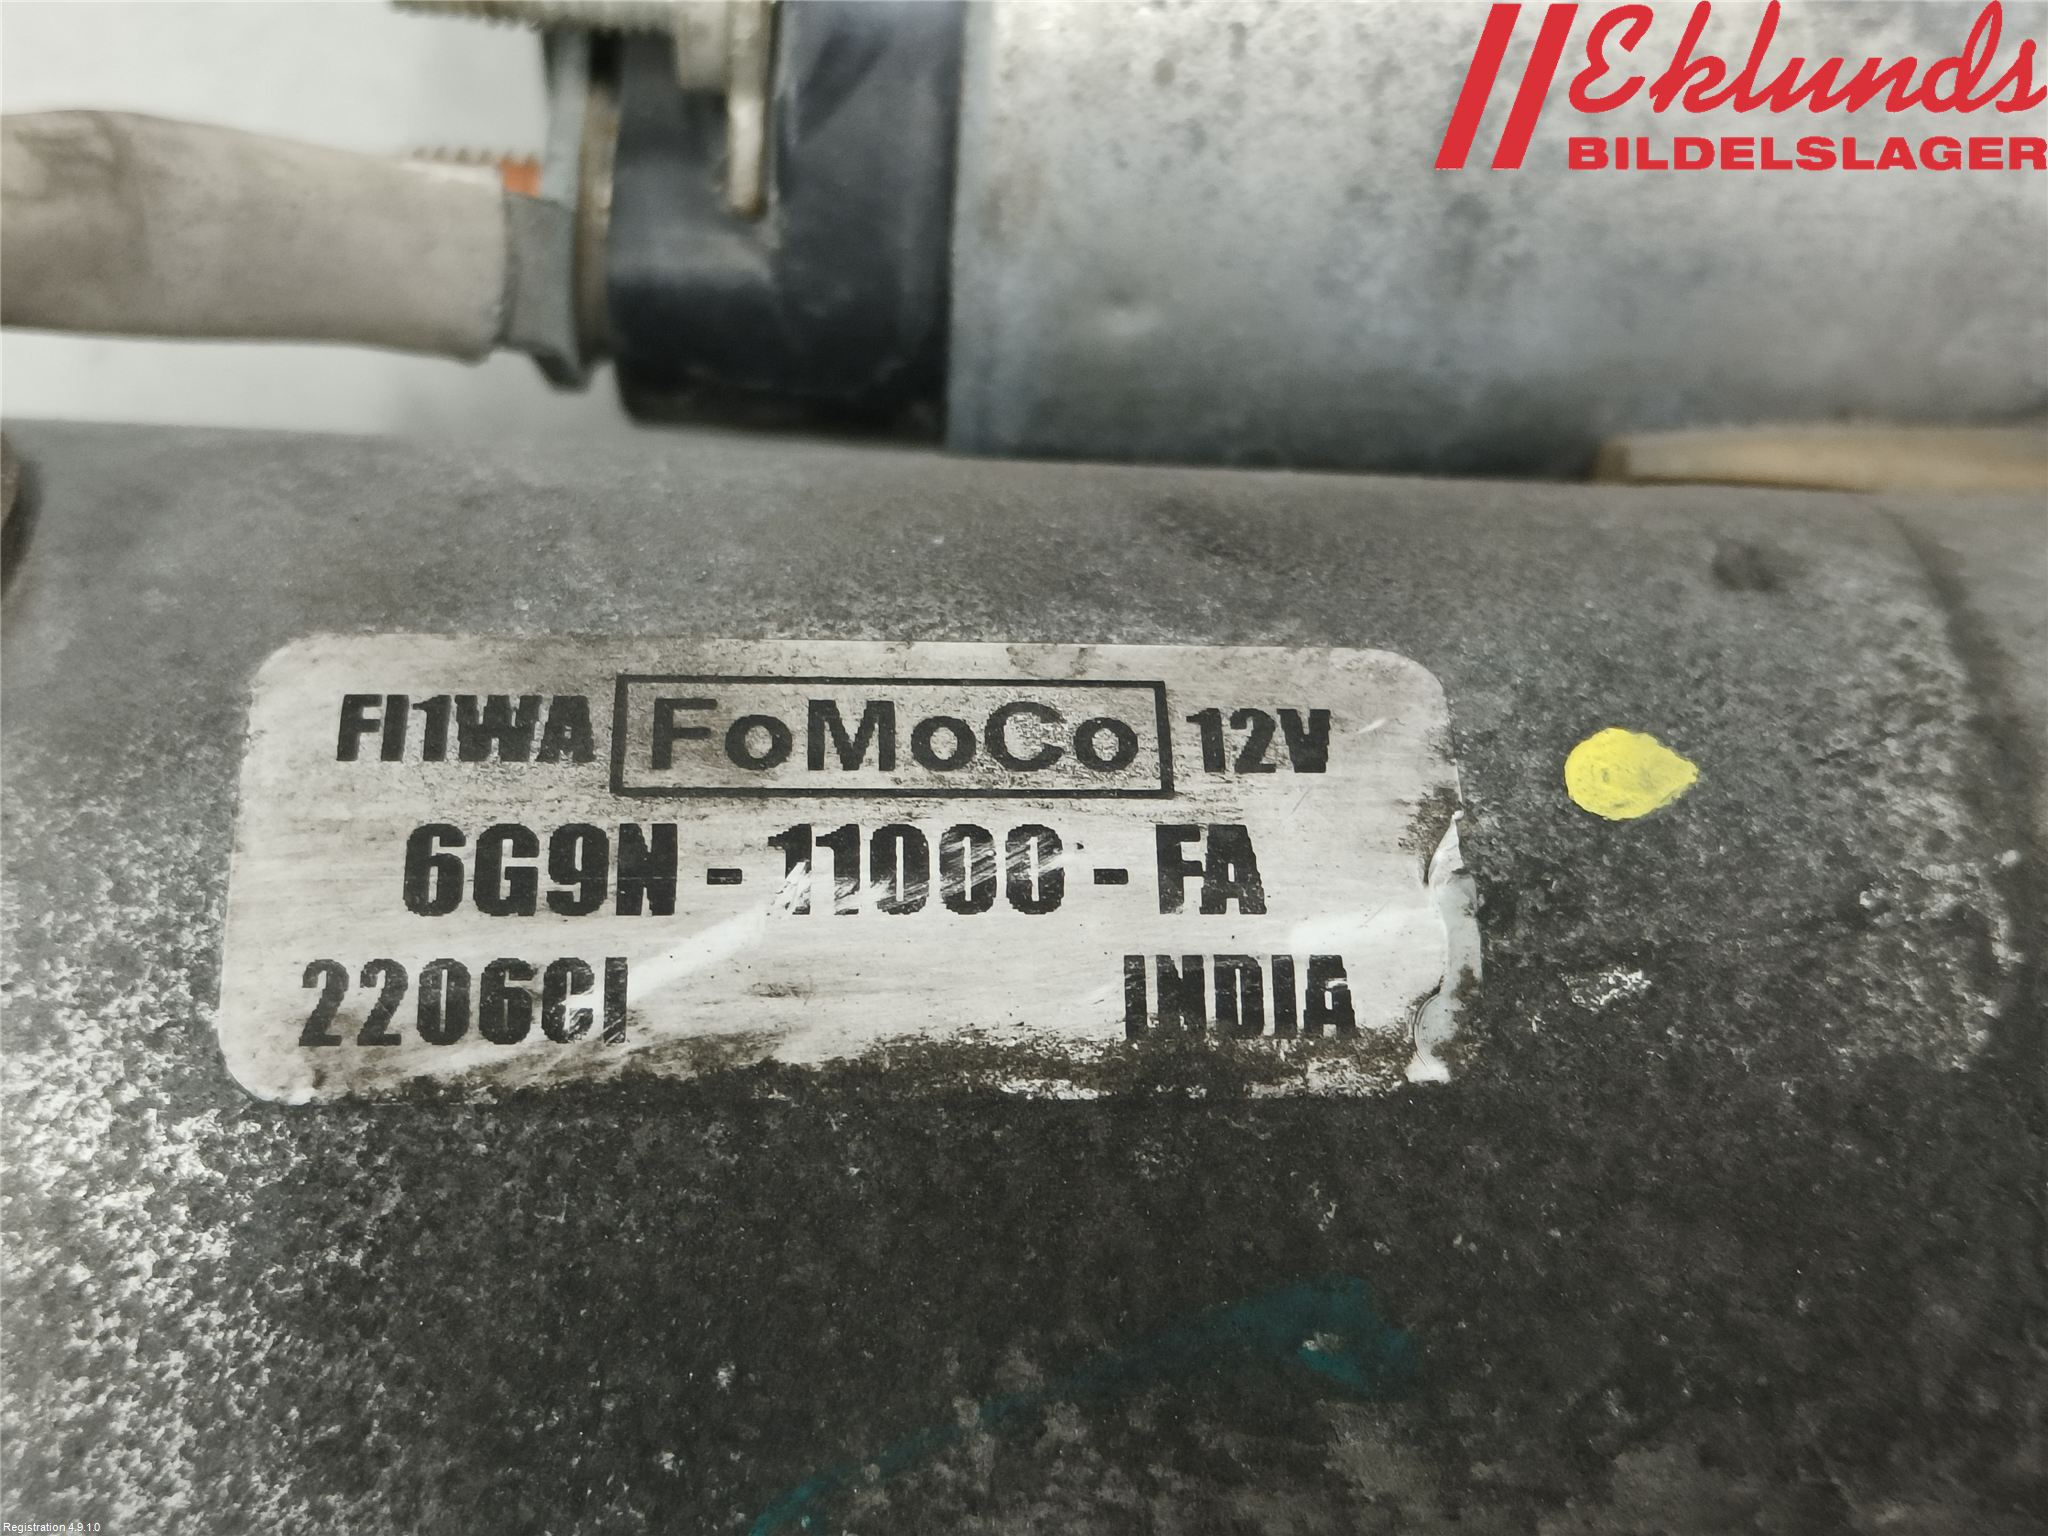 Eklunds
BILDELSLAGER
FI1WA FoMoCo 12V
6G9N - 11000 - FA
2206CI INDIA
Registration 4.9.1.0